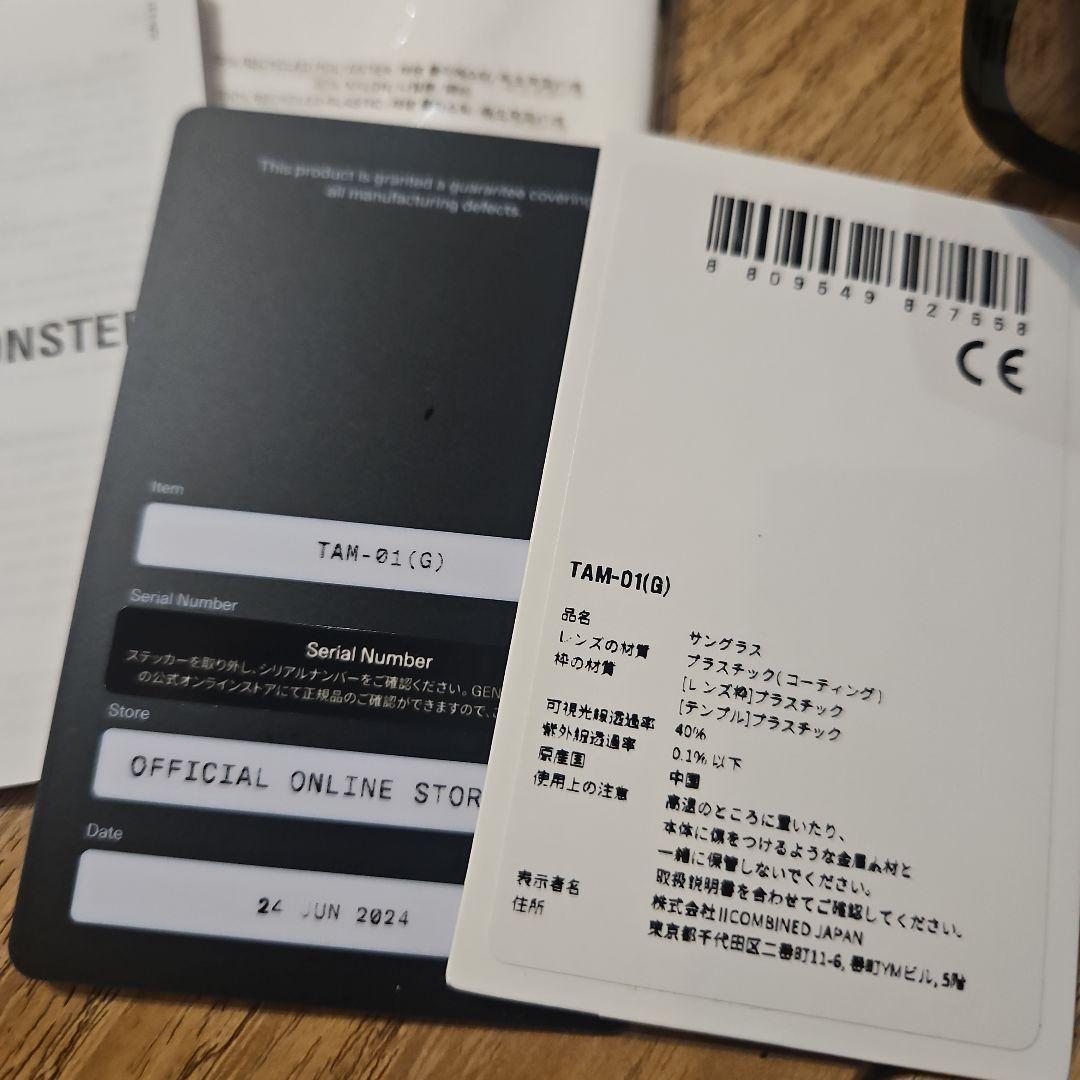 This product is granted a guarantee covering
all manufacturing defects.
Item
TAM-01(G)
Serial Number
Serial Number
ステッカーを取り外し、シリアルナンバーをご確認ください。GEN
の公式オンラインストアにて正規品のご確認ができますので、
Store
OFFICIAL ONLINE STOR
Date
24 JUN 2024
8 809549 827558
CE
TAM-01(G)
品名 サングラス
レンズの材質 プラスチック(コーティング)
枠の材質 [レンズ枠]プラスチック
[テンプル]プラスチック
可視光線透過率 40%
紫外線透過率 0.1% 以下
原産国 中国
使用上の注意 高温のところに置いたり、
本体に傷をつけるような金属素材と
一緒に保管しないでください。
取扱説明書を合わせてご確認してください。
表示者名 株式会社 IICOMBINED JAPAN
住所 東京都千代田区二番町11-6, 番町YMビル, 5階